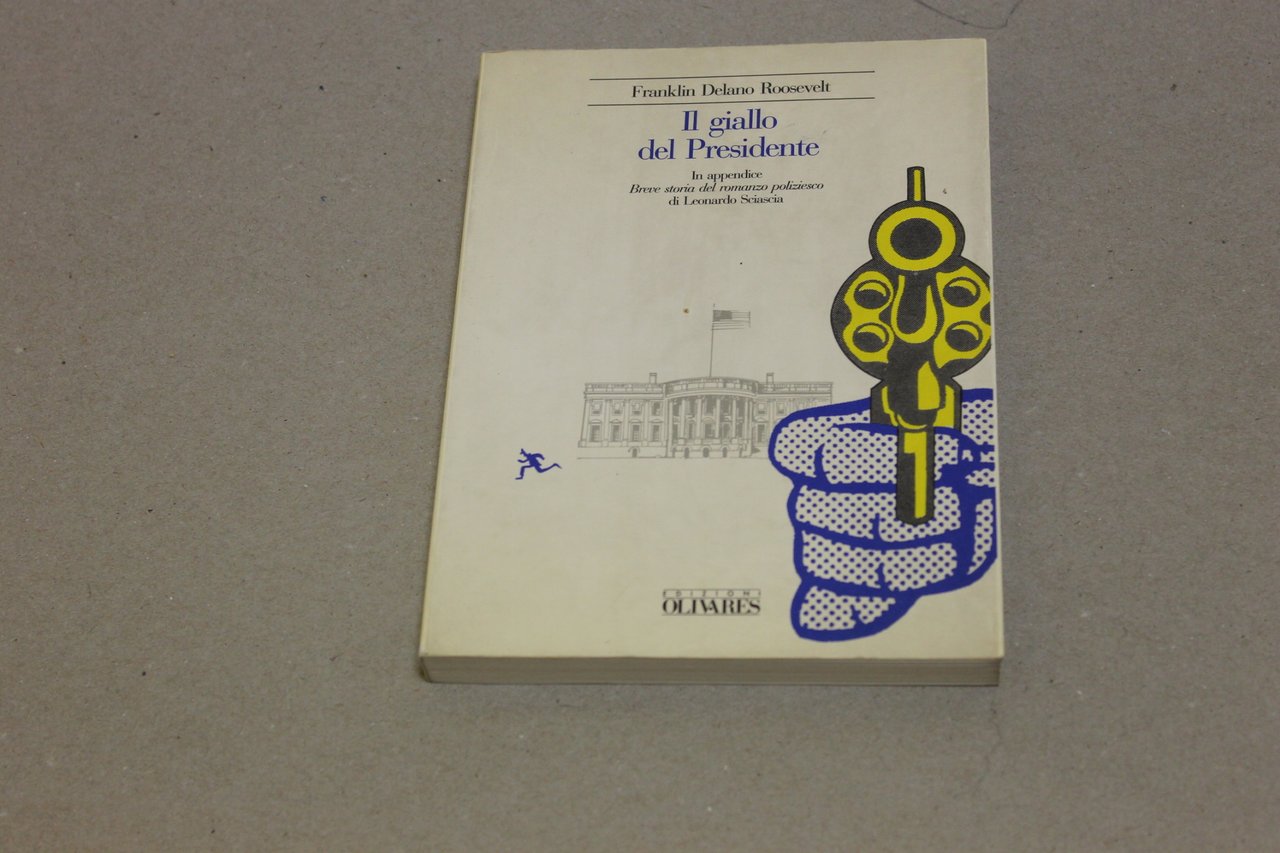 Franklin Delano Roosevelt
Il giallo
del Presidente
In appendice
Breve storia del romanzo poliziesco
di Leonardo Sciascia
EDIZIONI
OLIVARES